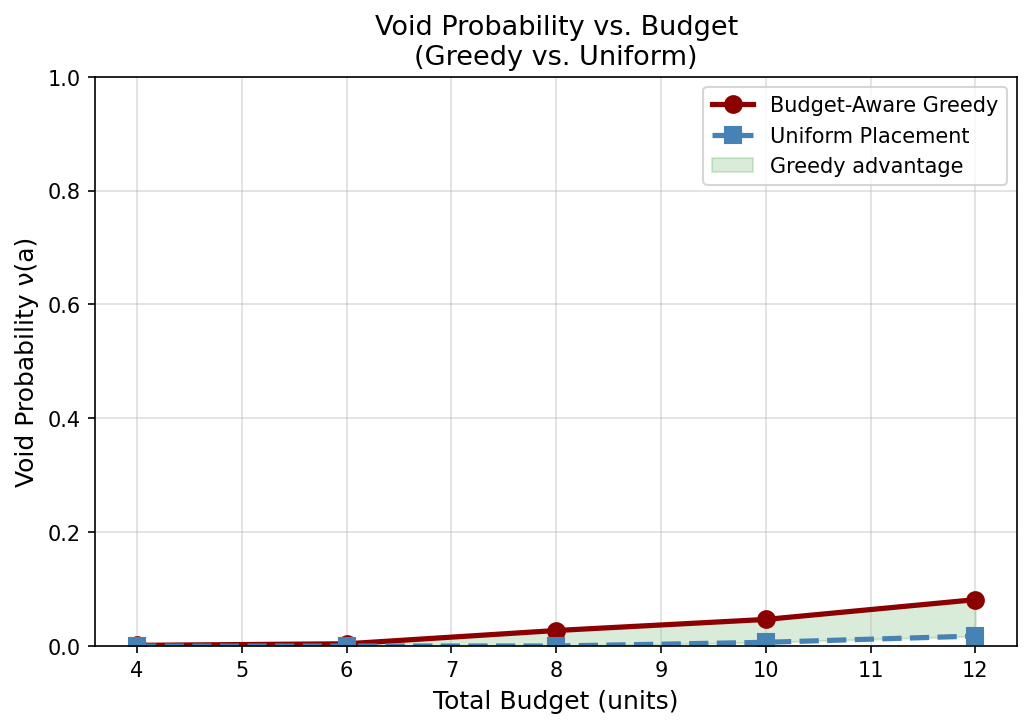 Void Probability vs. Budget
(Greedy vs. Uniform)
Budget-Aware Greedy
Uniform Placement
Greedy advantage
Void Probability ν(a)
1.0
0.8
0.6
0.4
0.2
0.0
4 5 6 7 8 9 10 11 12
Total Budget (units)